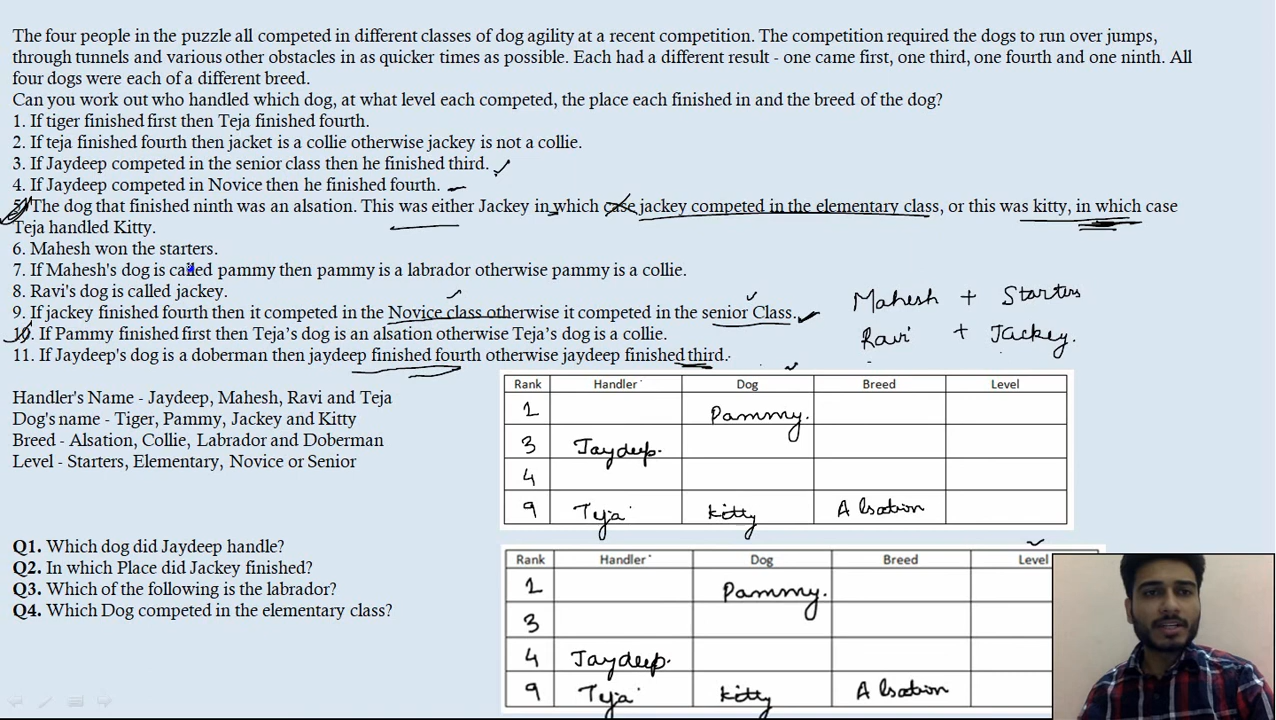 The four people in the puzzle all competed in different classes of dog agility at a recent competition. The competition required the dogs to run over jumps,
through tunnels and various other obstacles in as quicker times as possible. Each had a different result - one came first, one third, one fourth and one ninth. All
four dogs were each of a different breed.
Can you work out who handled which dog, at what level each competed, the place each finished in and the breed of the dog?
1. If tiger finished first then Teja finished fourth.
2. If teja finished fourth then jacket is a collie otherwise jackey is not a collie.
3. If Jaydeep competed in the senior class then he finished third.
4. If Jaydeep competed in Novice then he finished fourth.
5. The dog that finished ninth was an alsation. This was either Jackey in which case jackey competed in the elementary class, or this was kitty, in which case
Teja handled Kitty.
6. Mahesh won the starters.
7. If Mahesh's dog is called pammy then pammy is a labrador otherwise pammy is a collie.
8. Ravi's dog is called jackey.
9. If jackey finished fourth then it competed in the Novice class otherwise it competed in the senior Class.
10. If Pammy finished first then Teja's dog is an alsation otherwise Teja's dog is a collie.
11. If Jaydeep's dog is a doberman then jaydeep finished fourth otherwise jaydeep finished third.
Mahesh + Starters
Ravi + Jackey.
Handler's Name - Jaydeep, Mahesh, Ravi and Teja
Dog's name - Tiger, Pammy, Jackey and Kitty
Breed - Alsation, Collie, Labrador and Doberman
Level - Starters, Elementary, Novice or Senior
Q1. Which dog did Jaydeep handle?
Q2. In which Place did Jackey finished?
Q3. Which of the following is the labrador?
Q4. Which Dog competed in the elementary class?
Rank Handler Dog Breed Level
1 Pammy.
3 Jaydeep.
4
9 Teja kitty Alsation
Rank Handler Dog Breed Level
1 Pammy.
3
4 Jaydeep.
9 Teja kitty Alsation